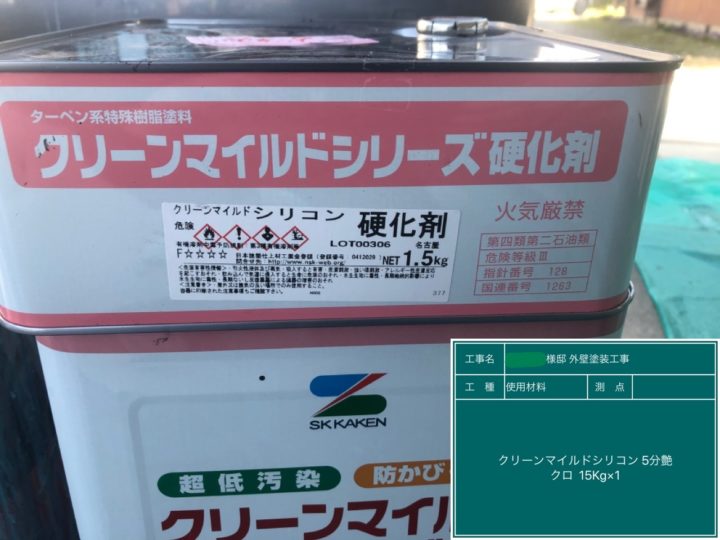 ターペン系特殊樹脂塗料
クリーンマイルドシリーズ硬化剤
クリーンマイルド シリコン 硬化剤
危険
LOT00306 名古屋
F☆☆☆☆
NET 1.5kg
377
火気厳禁
第四類第二石油類
危険等級Ⅲ
指針番号 128
国連番号 1263
SK KAKEN
超低汚染
防かび
クリーンマイル
工事名 様邸 外壁塗装工事
工 種 使用材料 測 点
クリーンマイルドシリコン 5分艶
クロ 15Kg×1